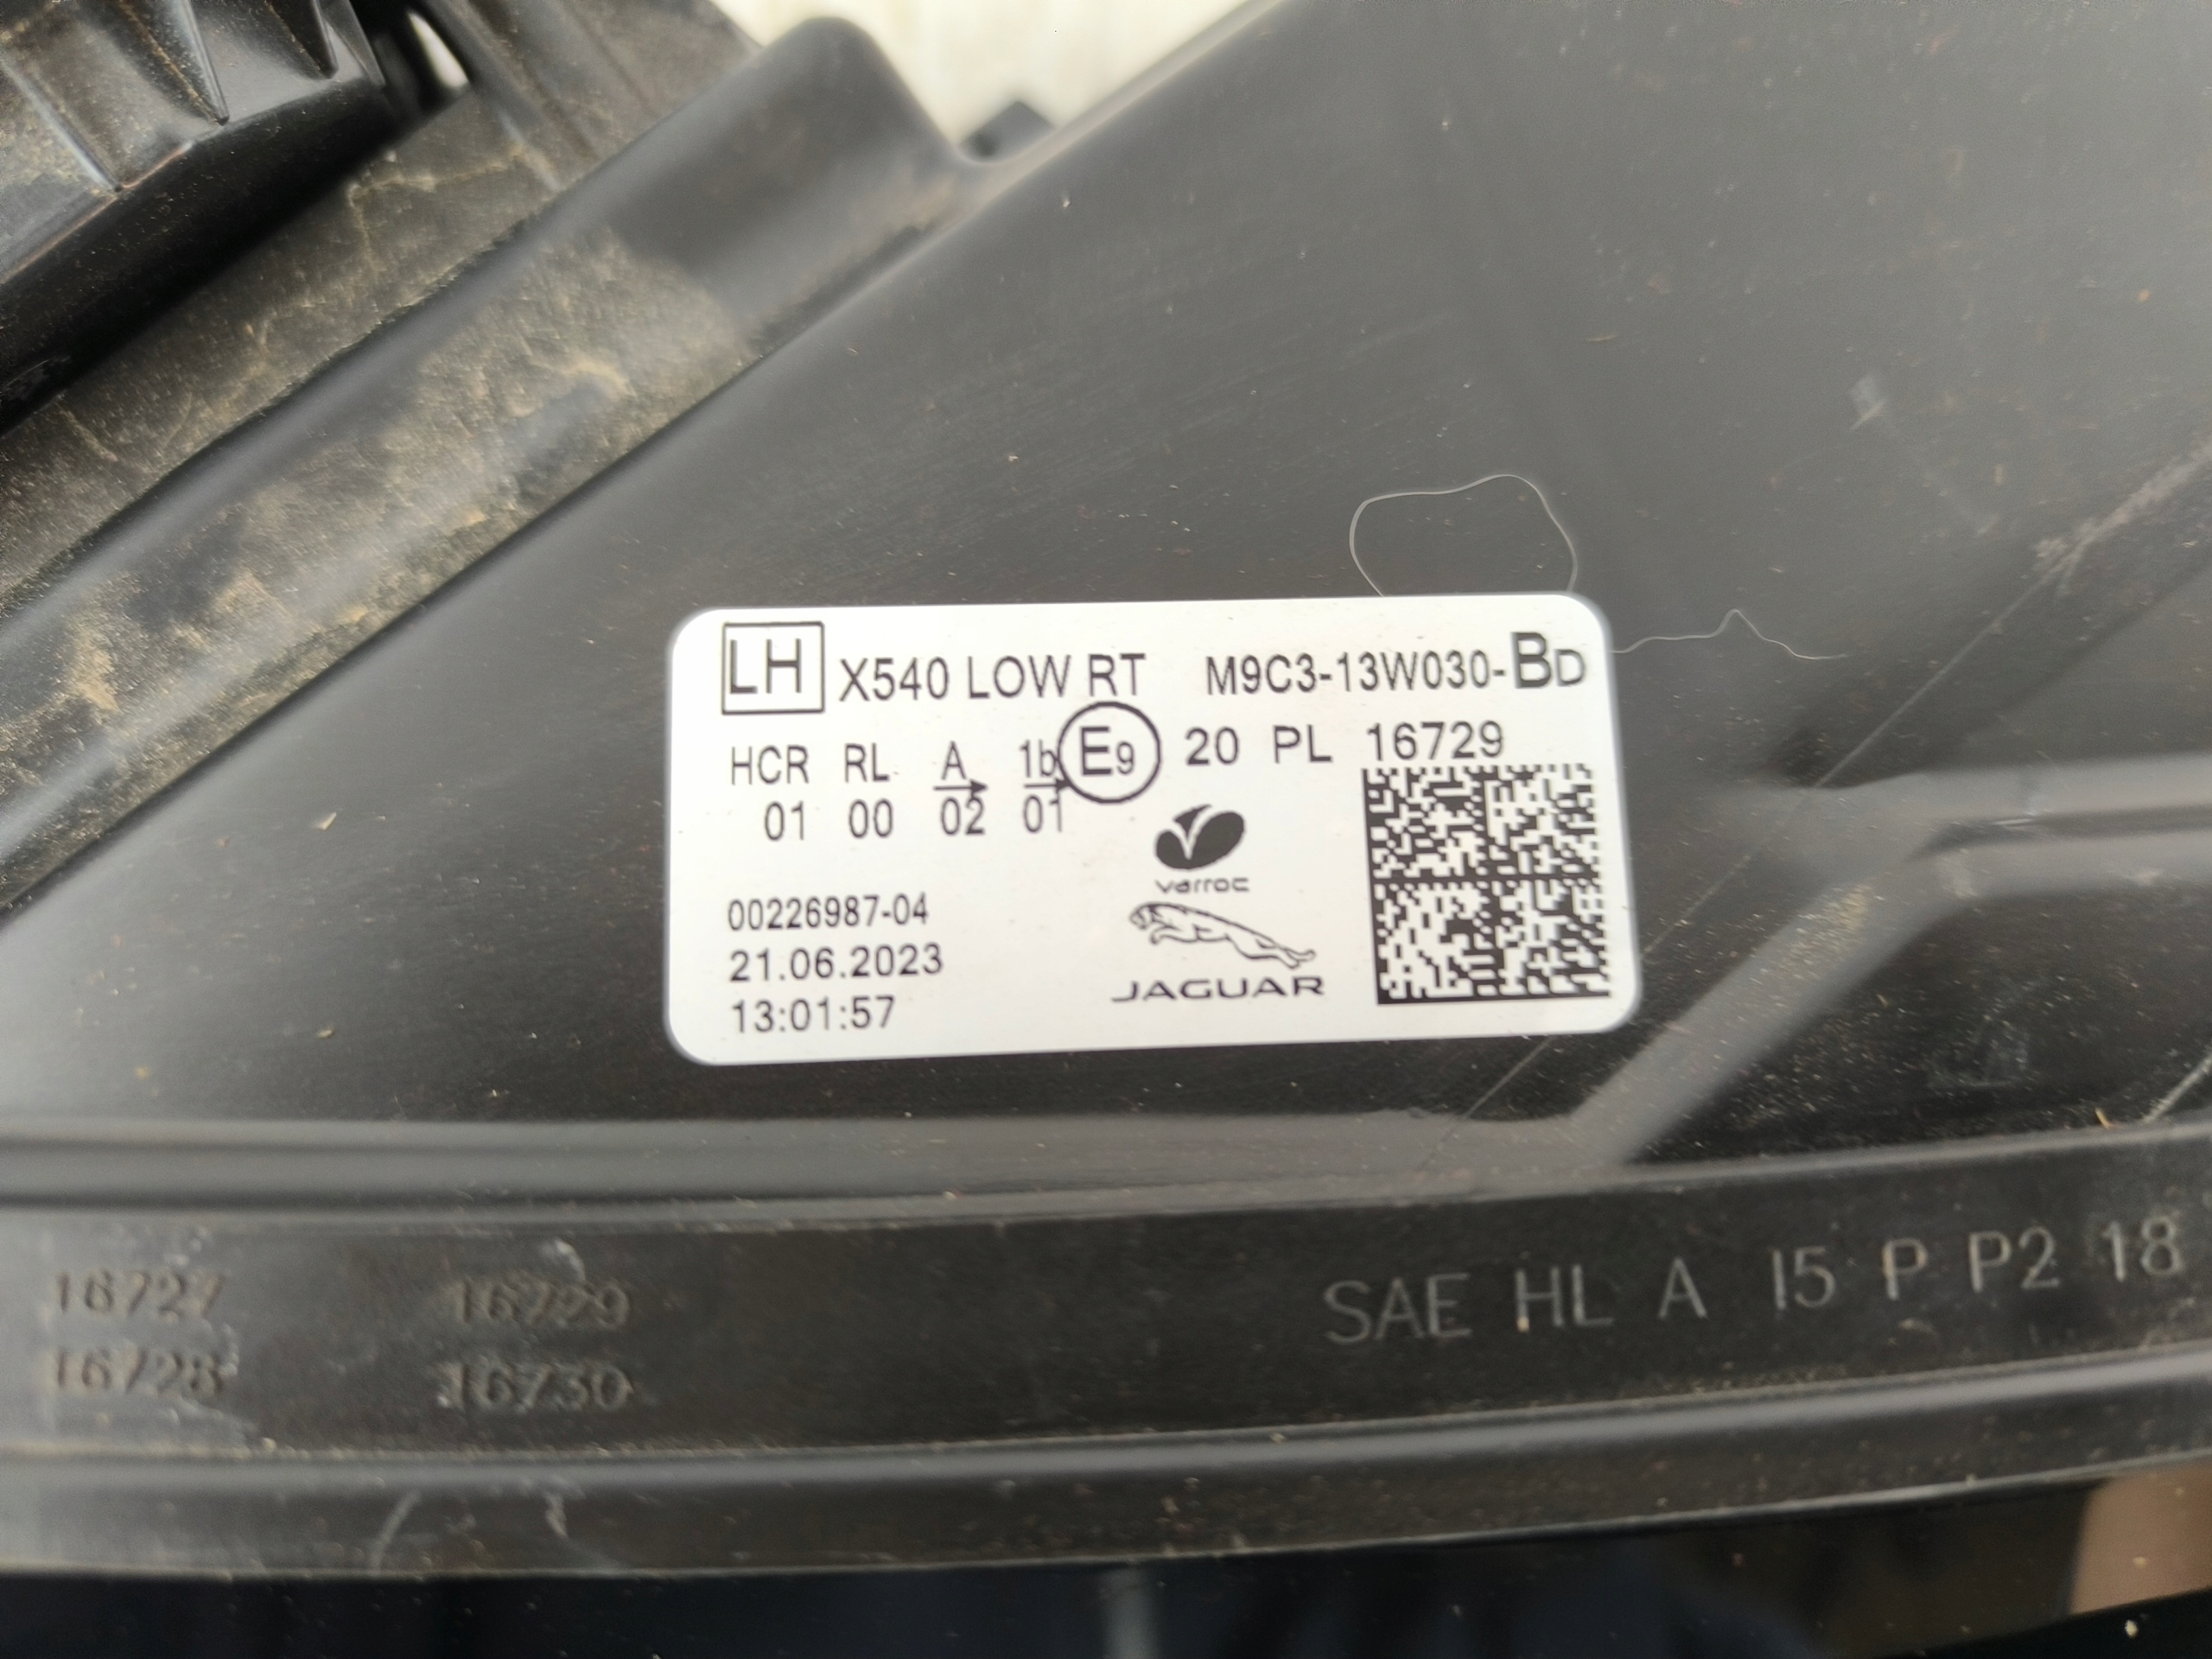 LH X540 LOW RT M9C3-13W030-BD
HCR RL A 1b E9 20 PL 16729
01 00 02 01
varroc
00226987-04
21.06.2023
JAGUAR
13:01:57
16727 16729 SAE HL A I5 P P2 18
16728 16730